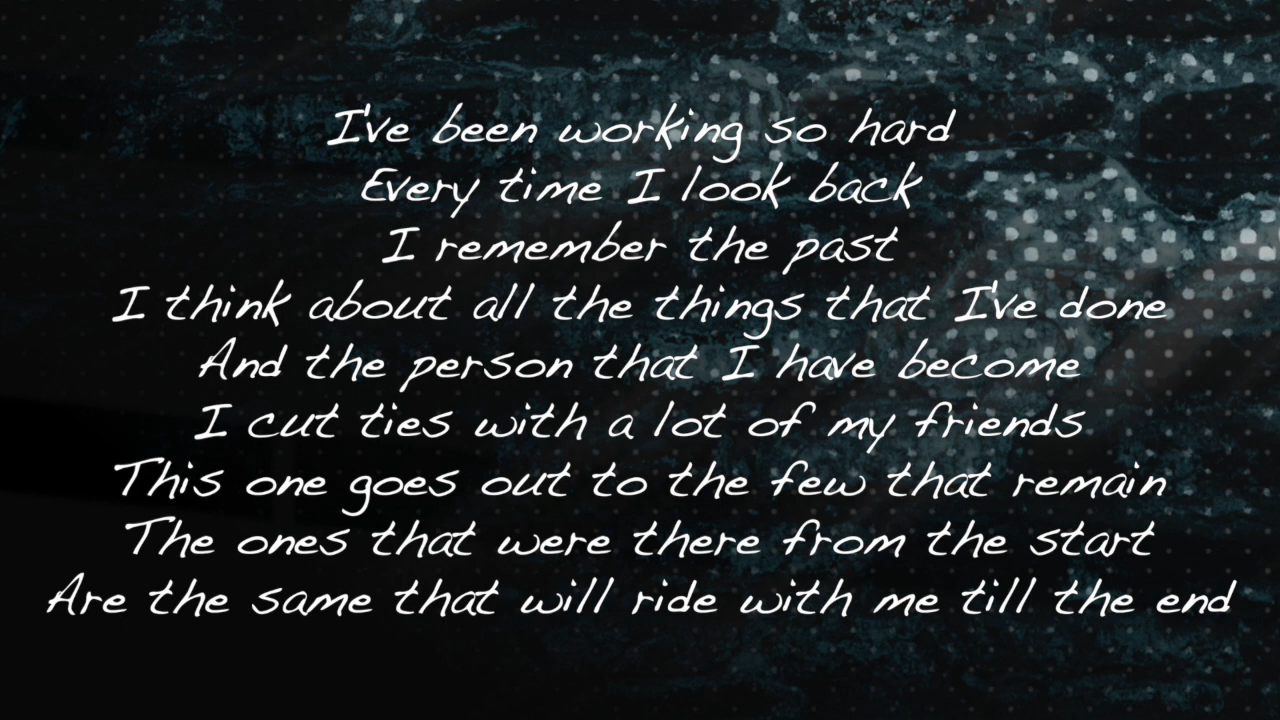 I've been working so hard
Every time I look back
I remember the past
I think about all the things that I've done
And the person that I have become
I cut ties with a lot of my friends
This one goes out to the few that remain
The ones that were there from the start
Are the same that will ride with me till the end